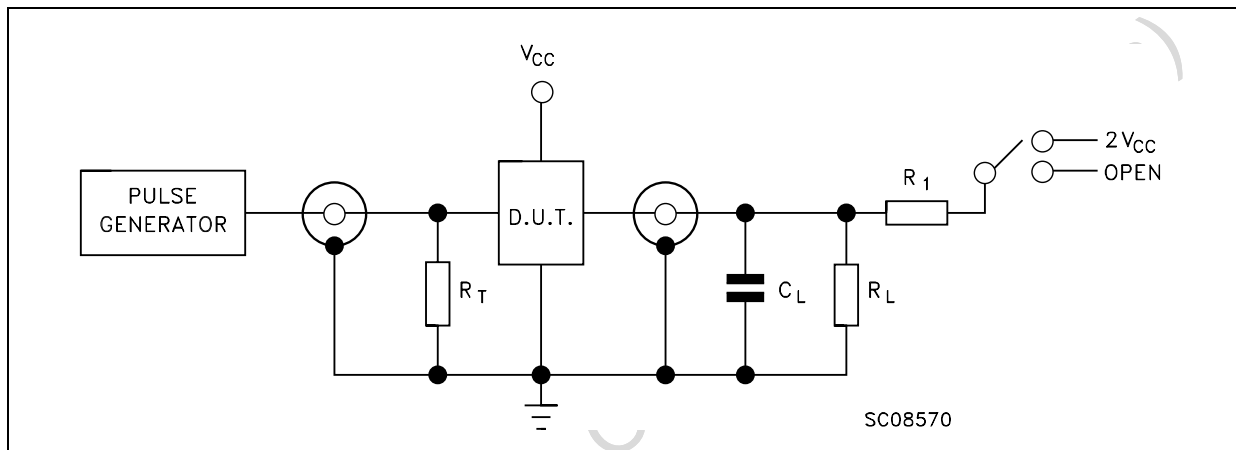 VCC
PULSE
GENERATOR
D.U.T.
RT
CL
RL
R1
2VCC
OPEN
SC08570